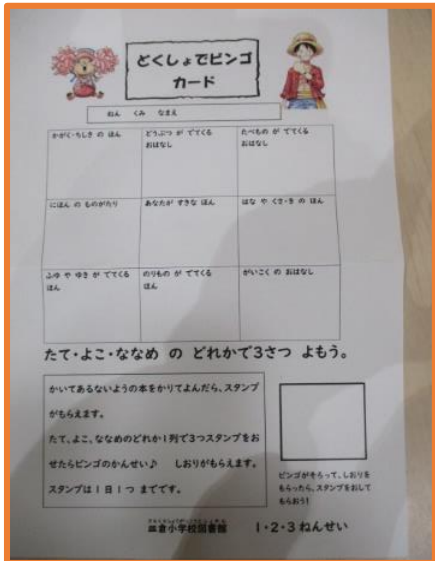 どくしょでビンゴ
カード
ねん くみ なまえ
かがく・ちしき の ほん
どうぶつ が でてくる
おはなし
たべもの が でてくる
おはなし
にほん の ものがたり
あなたが すきな ほん
はな や くさ・き の ほん
ふゆ や ゆき が でてくる
ほん
のりもの が でてくる
ほん
がいこく の おはなし
たて・よこ・ななめ の どれかで3さつ よもう。
かいてあるないようの本をかりてよんだら、スタンプ
がもらえます。
たて、よこ、ななめのどれか1列で3つスタンプをお
せたらビンゴのかんせい♪ しおりがもらえます。
スタンプは1日1つ までです。
ビンゴがそろって、しおりを
もらったら、スタンプをおして
もらおう!
小学校図書館 1・2・3ねんせい